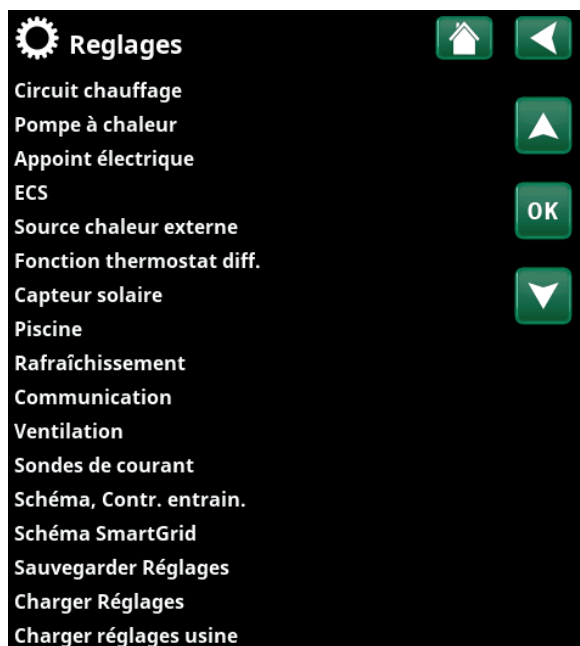 Reglages
Circuit chauffage
Pompe à chaleur
Appoint électrique
ECS
OK
Source chaleur externe
Fonction thermostat diff.
Capteur solaire
Piscine
Rafraîchissement
Communication
Ventilation
Sondes de courant
Schéma, Contr. entrain.
Schéma SmartGrid
Sauvegarder Réglages
Charger Réglages
Charger réglages usine